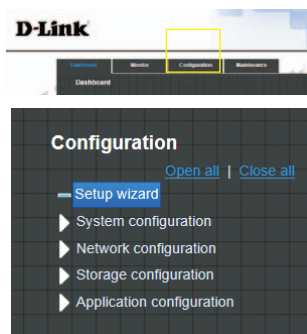 D-Link
Dashboard Monitor Configuration Maintenance
Dashboard
Configuration
Open all | Close all
Setup wizard
System configuration
Network configuration
Storage configuration
Application configuration